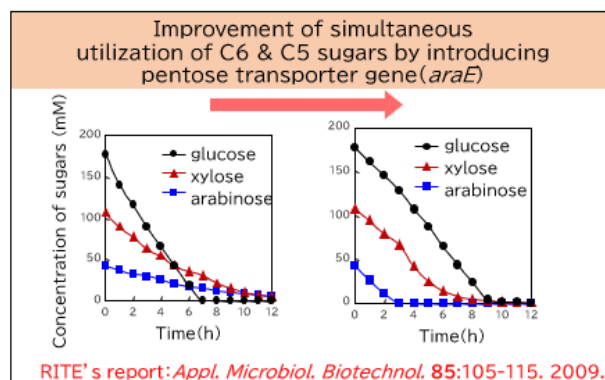 Improvement of simultaneous
utilization of C6 & C5 sugars by introducing
pentose transporter gene(araE)
Concentration of sugars (mM)
200
150
100
50
0
glucose
xylose
arabinose
0 2 4 6 8 10 12
Time(h)
200
150
100
50
0
glucose
xylose
arabinose
0 2 4 6 8 10 12
Time(h)
RITE's report:Appl. Microbiol. Biotechnol. 85:105-115. 2009.